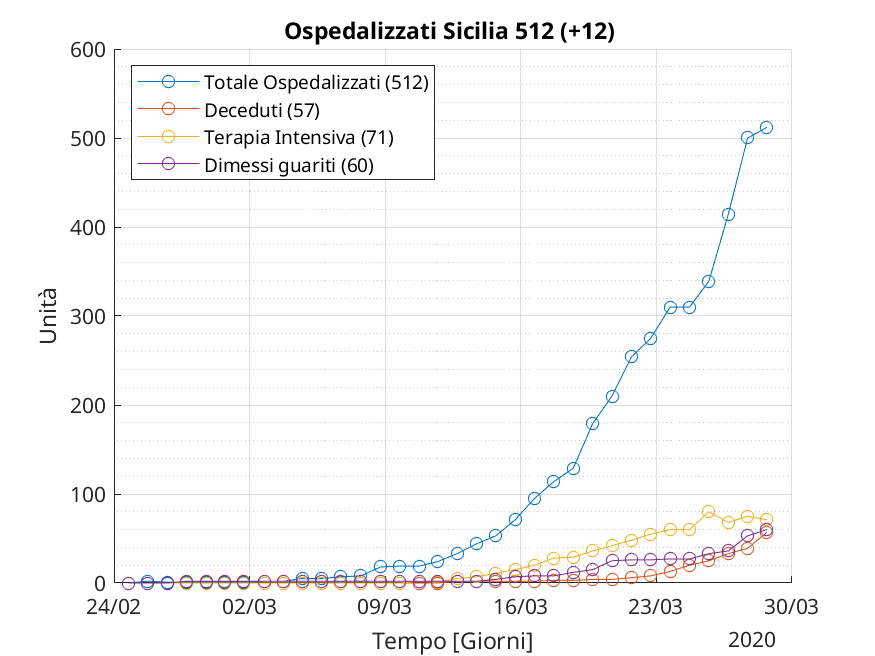 Ospedalizzati Sicilia 512 (+12)
600
500
400
300
200
100
0
Unità
Totale Ospedalizzati (512)
Deceduti (57)
Terapia Intensiva (71)
Dimessi guariti (60)
24/02 02/03 09/03 16/03 23/03 30/03
Tempo [Giorni]
2020